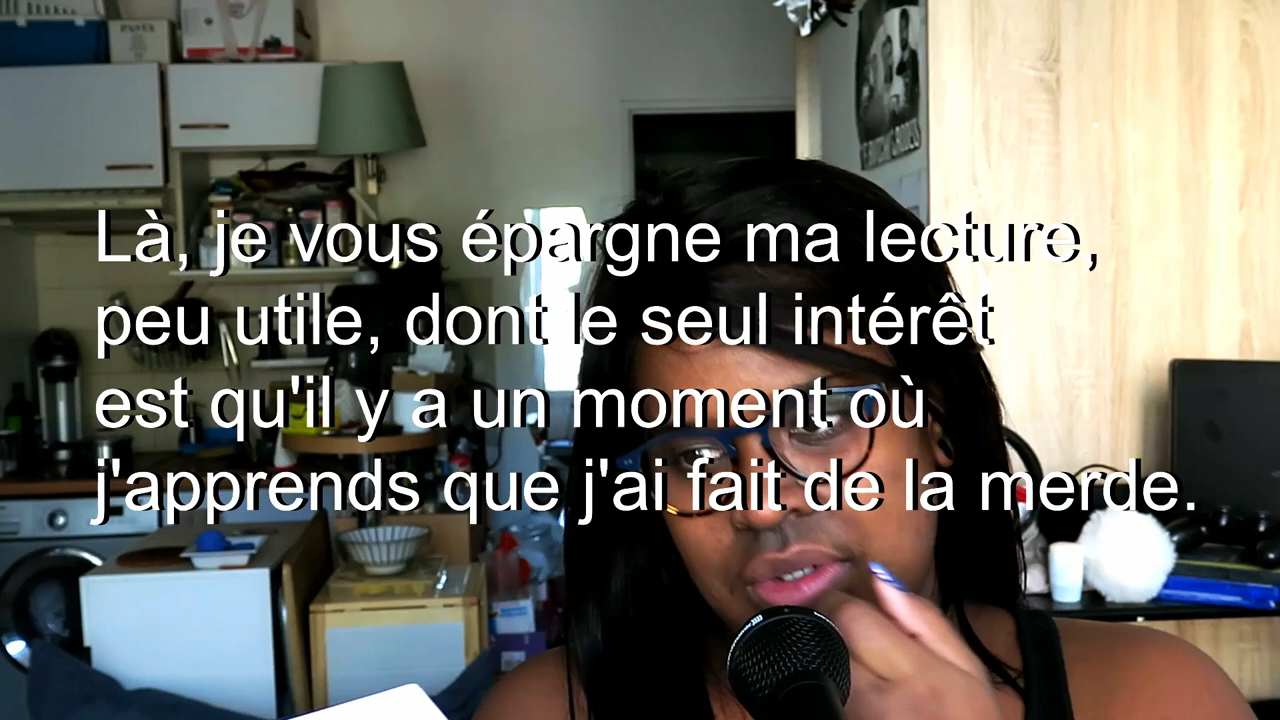 PASTA
Là, je vous épargne ma lecture,
peu utile, dont le seul intérêt
est qu'il y a un moment où
j'apprends que j'ai fait de la merde.